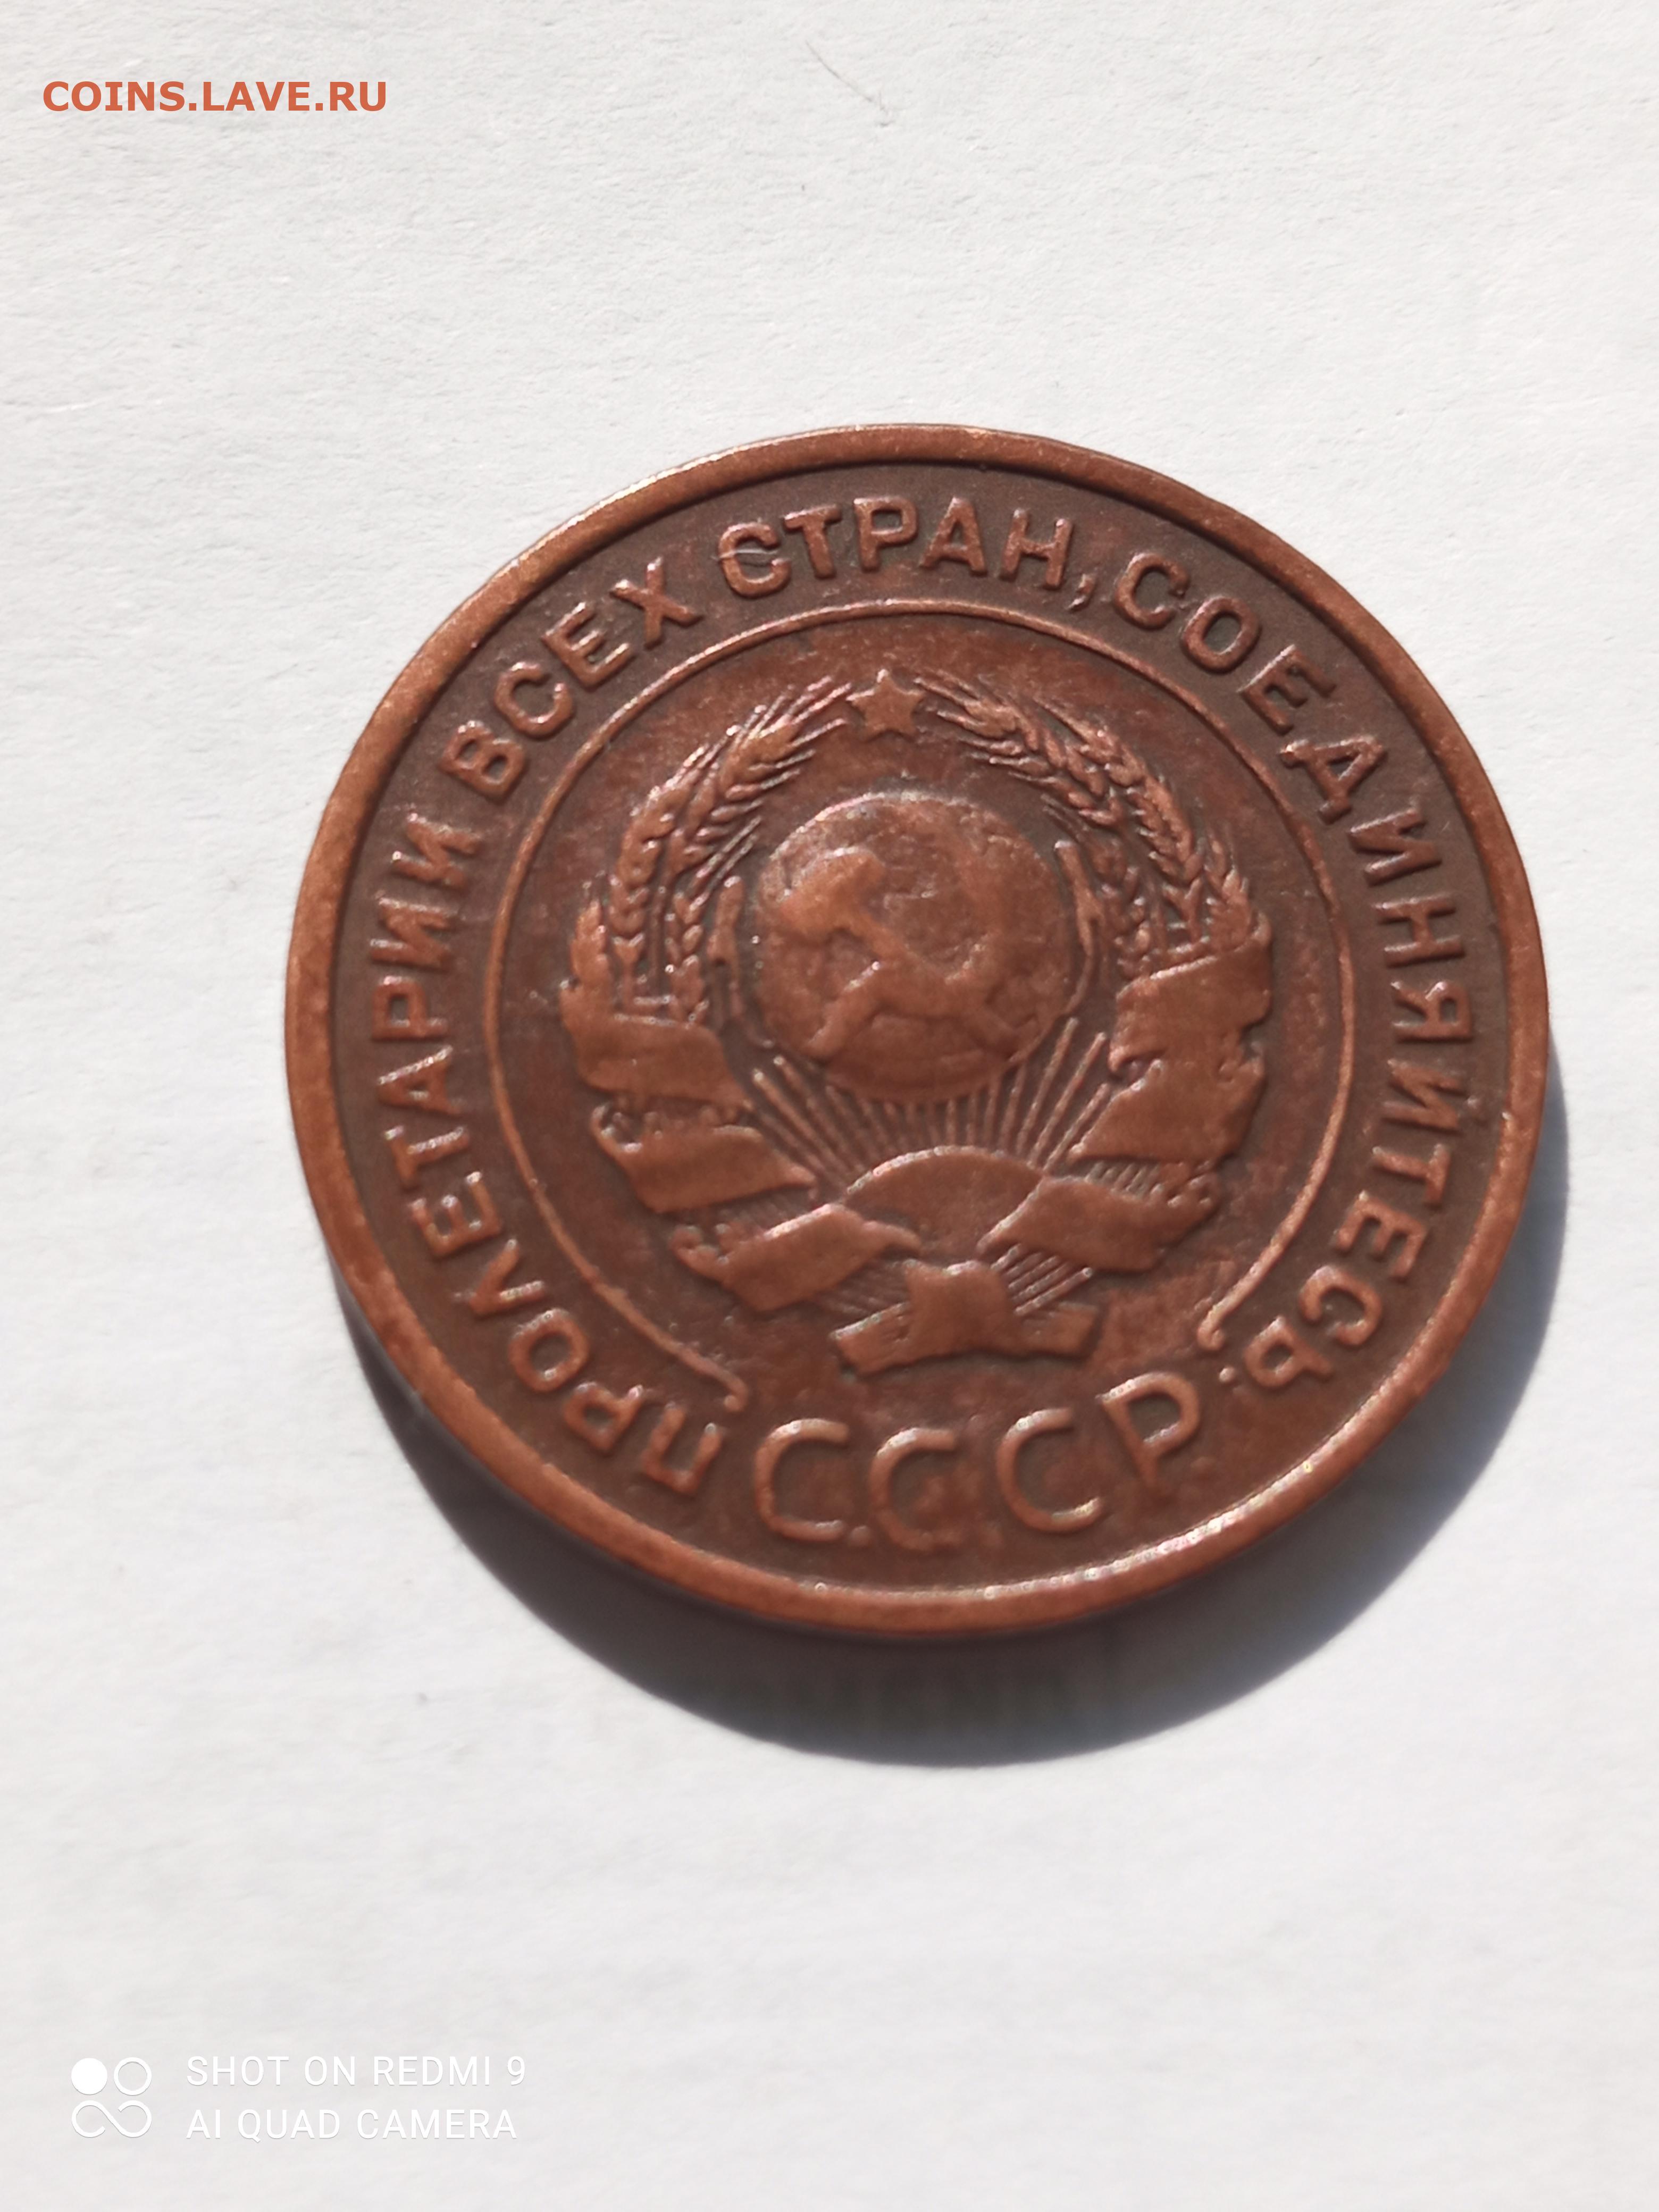 COINS.LAVE.RU
ПРОЛЕТАРИИ ВСЕХ СТРАН, СОЕДИНЯЙТЕСЬ:
С.С.С.Р.
SHOT ON REDMI 9
AI QUAD CAMERA